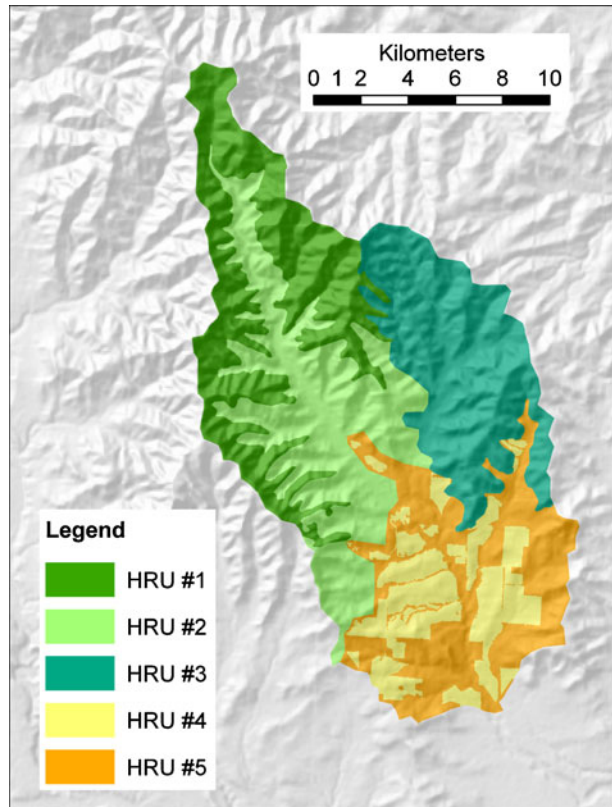 Kilometers
0 1 2 4 6 8 10
Legend
HRU #1
HRU #2
HRU #3
HRU #4
HRU #5